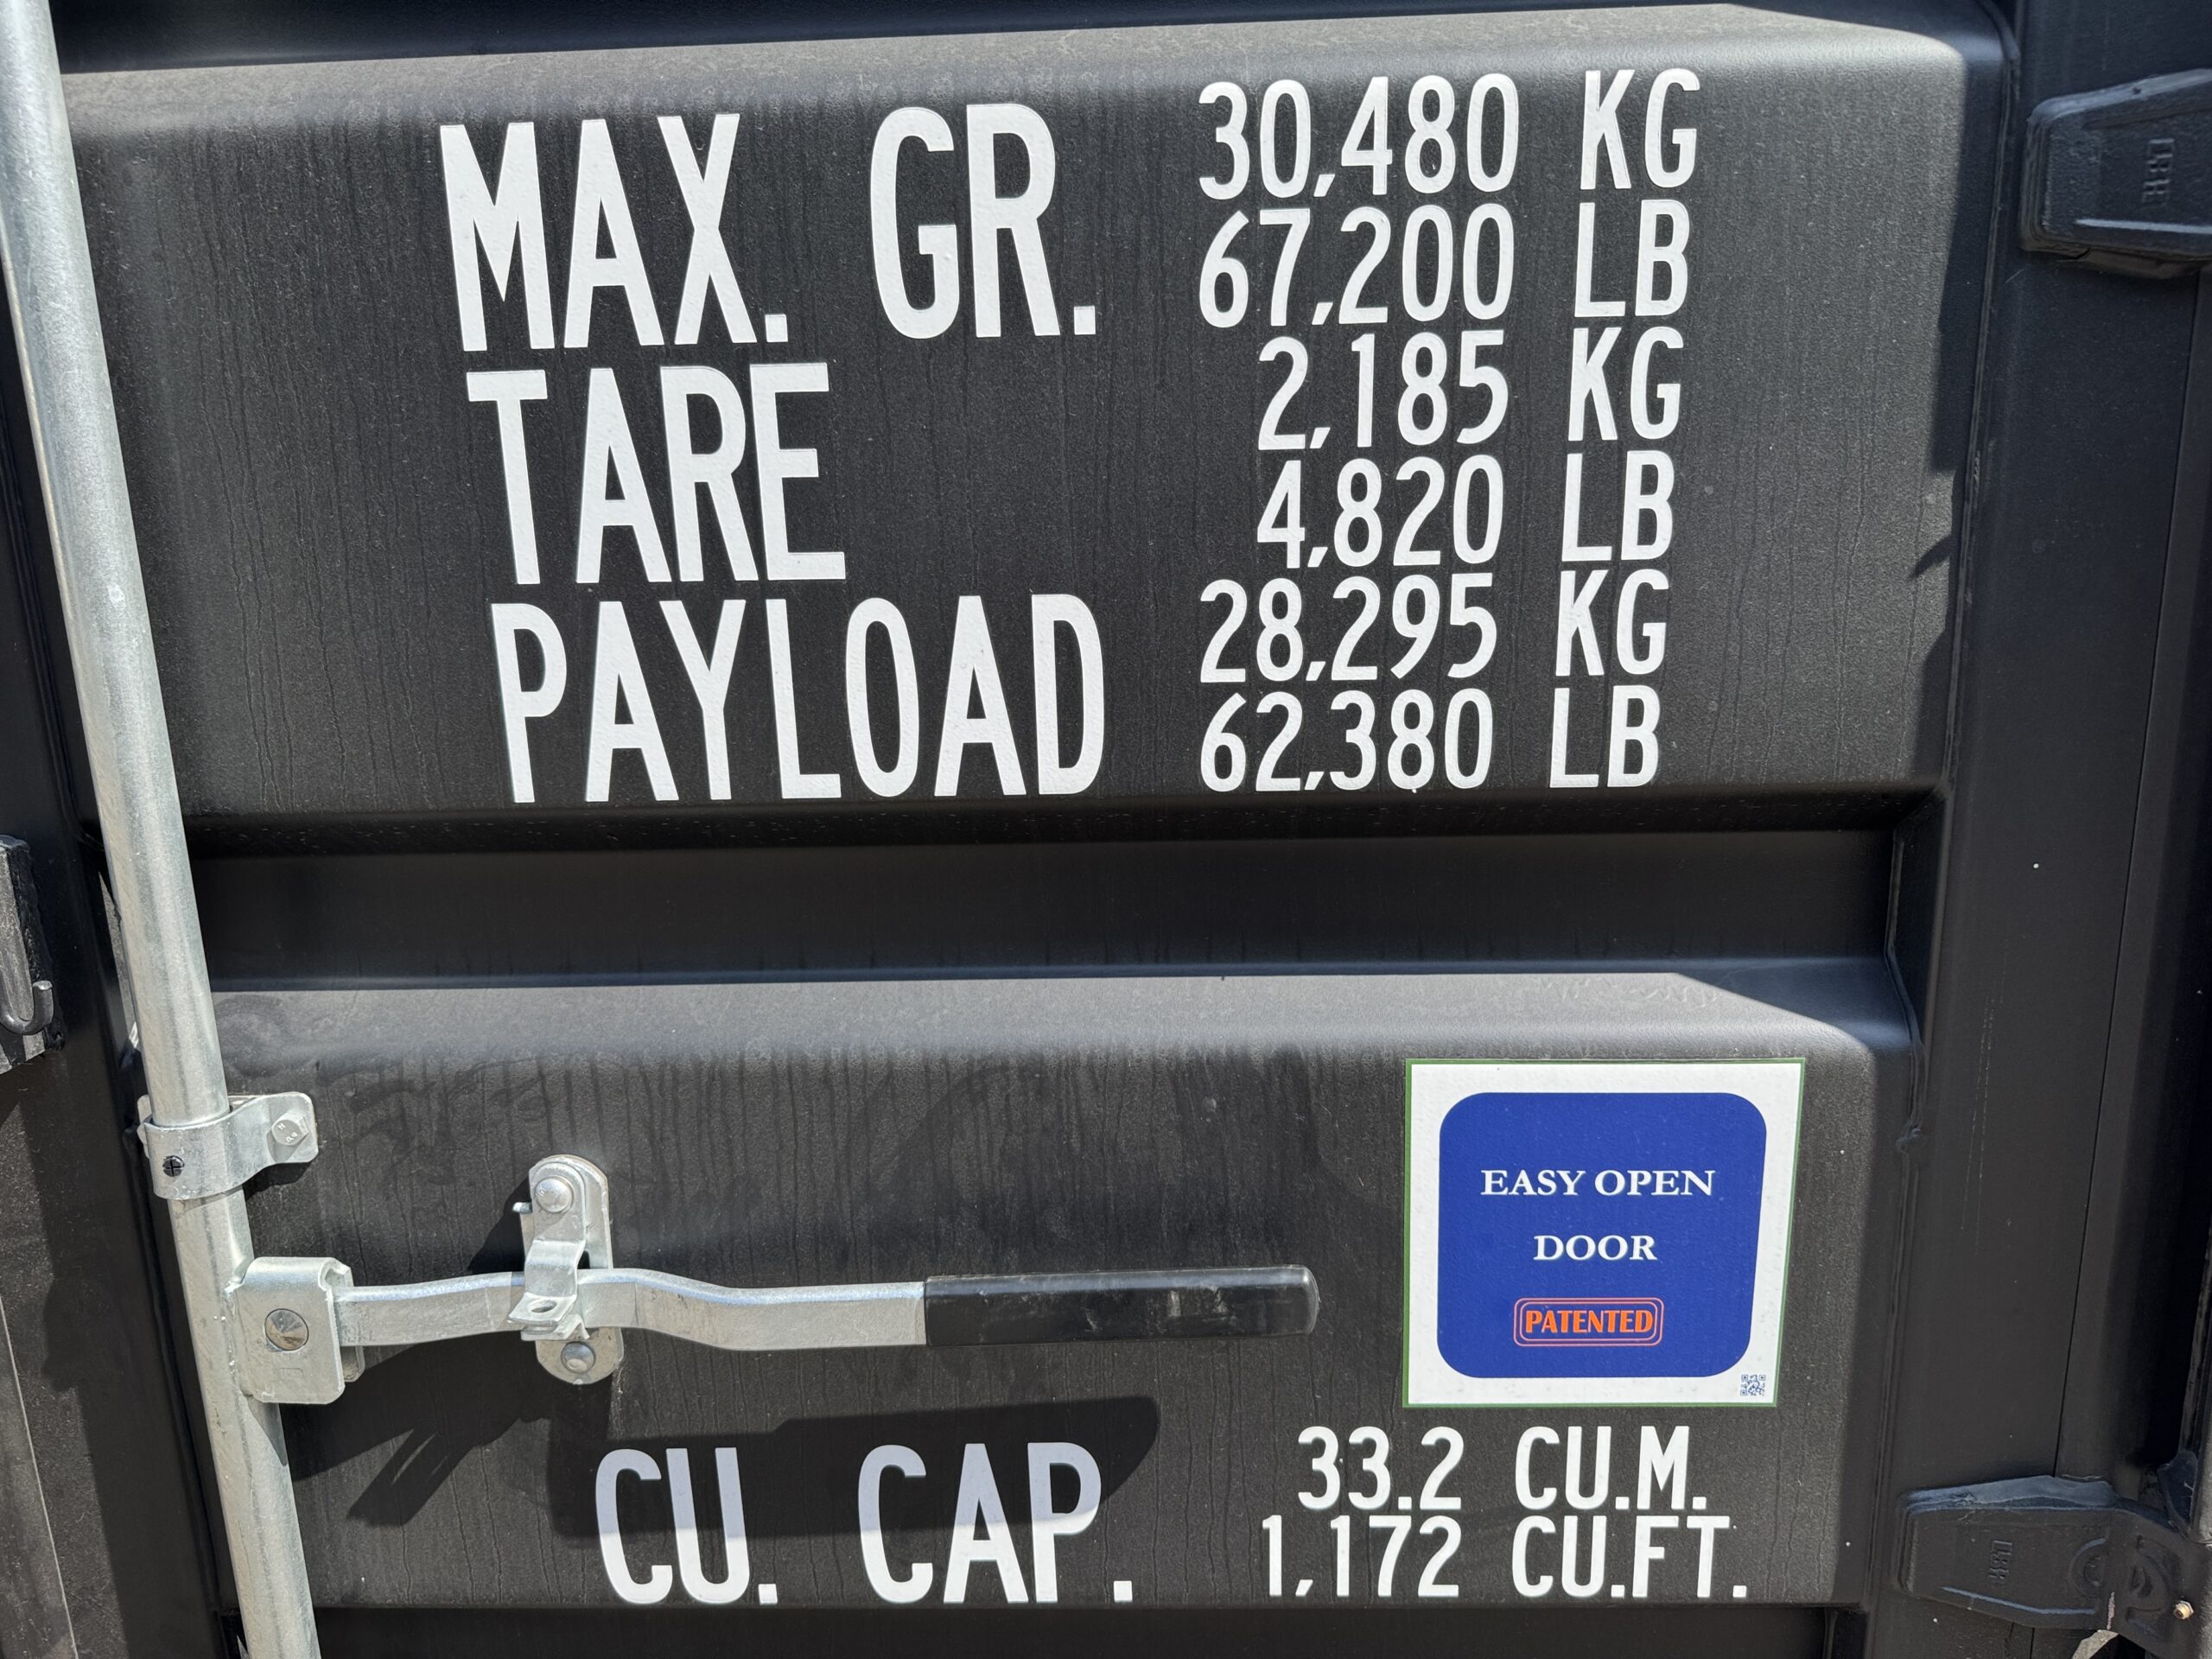 MAX. GR. 30,480 KG
67,200 LB
TARE 2,185 KG
4,820 LB
PAYLOAD 28,295 KG
62,380 LB
EASY OPEN
DOOR
PATENTED
CU. CAP. 33.2 CU.M.
1,172 CU.FT.